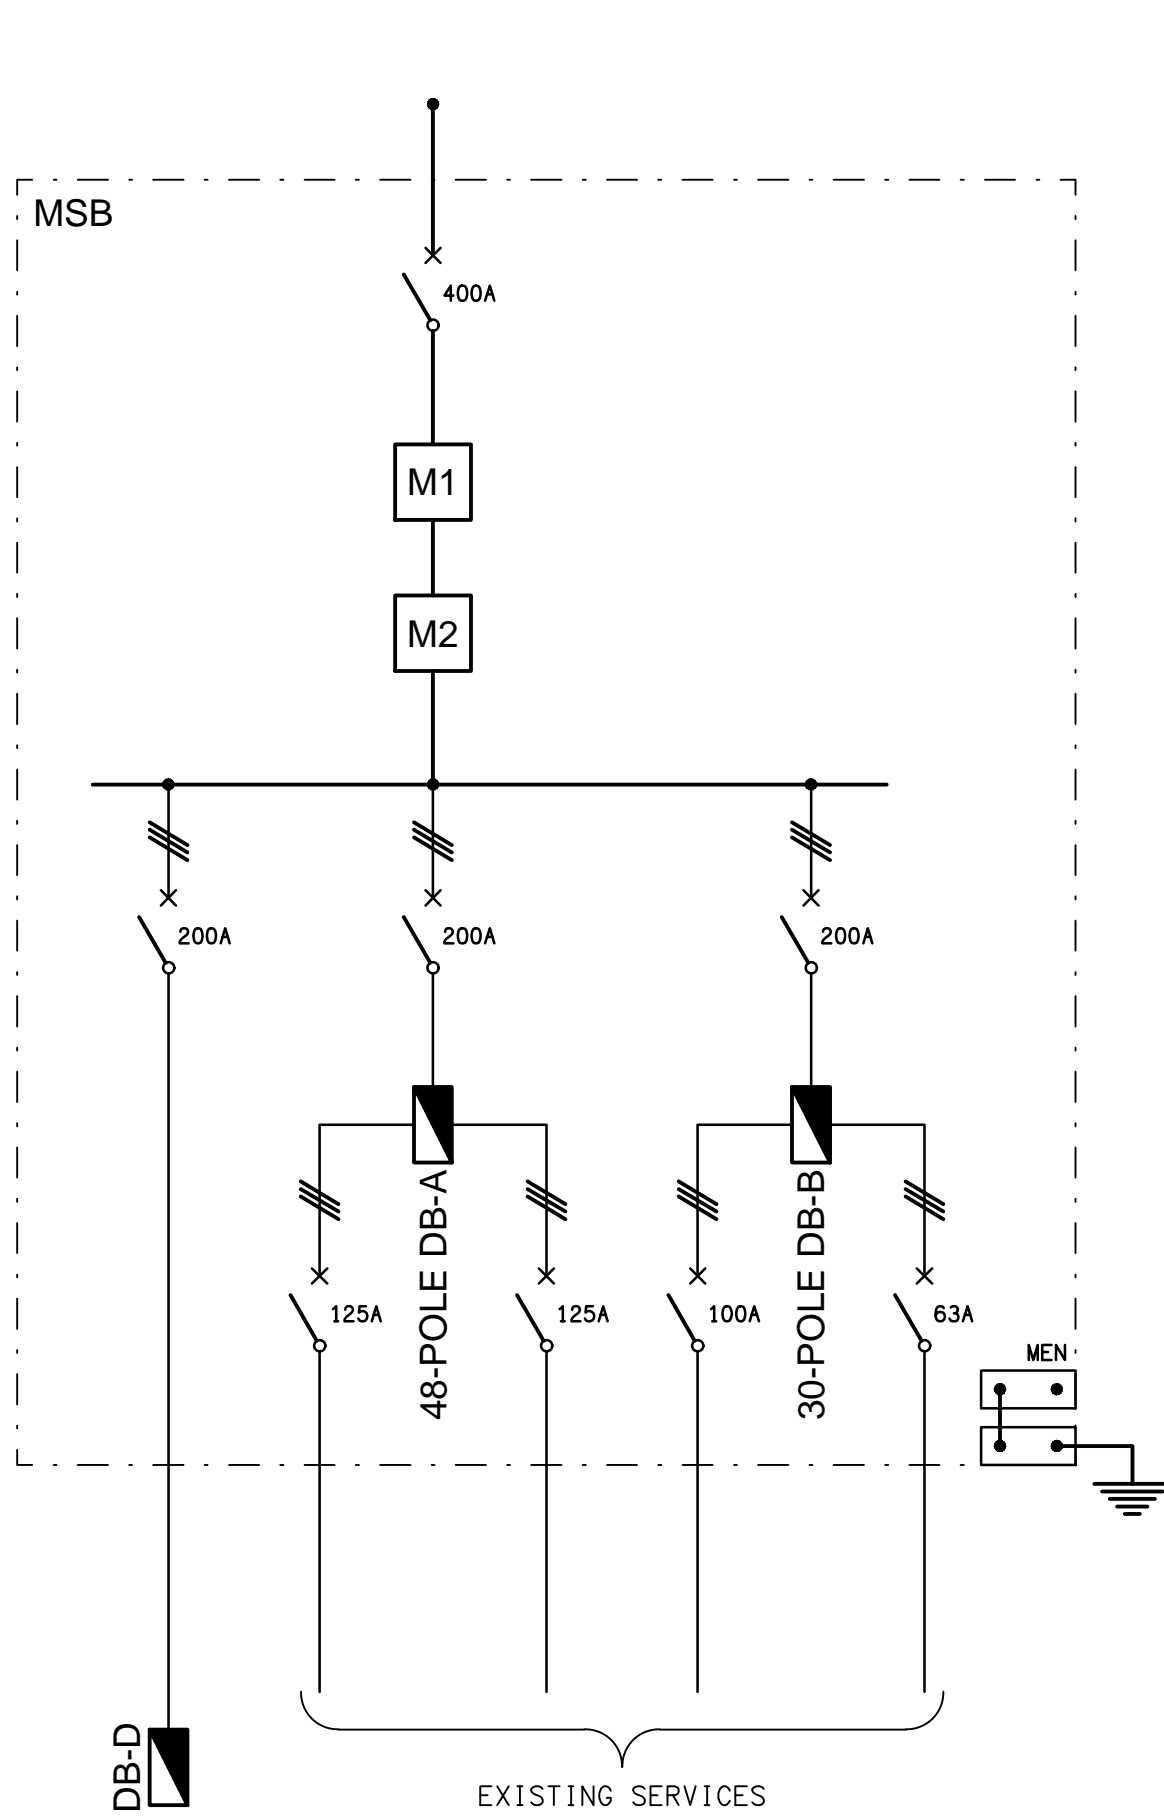 MSB
400A
M1
M2
200A
200A
200A
48-POLE DB-A
30-POLE DB-B
125A
125A
100A
63A
MEN
DB-D
EXISTING SERVICES